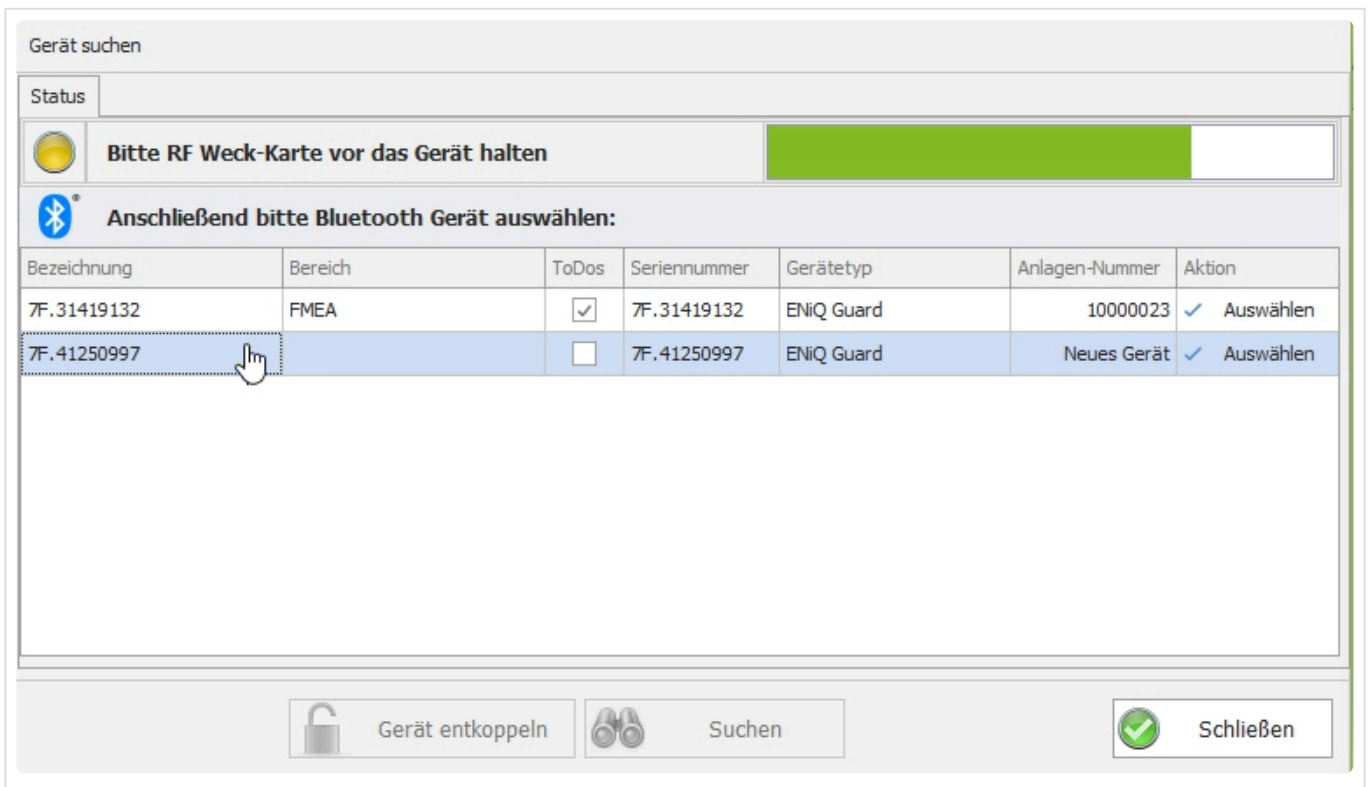 Gerät suchen
Status
Bitte RF Weck-Karte vor das Gerät halten
Anschließend bitte Bluetooth Gerät auswählen:
Bezeichnung Bereich ToDos Seriennummer Gerätetyp Anlagen-Nummer Aktion
7F.31419132 FMEA 7F.31419132 ENiQ Guard 10000023 Auswählen
7F.41250997 7F.41250997 ENiQ Guard Neues Gerät Auswählen
Gerät entkoppeln Suchen Schließen